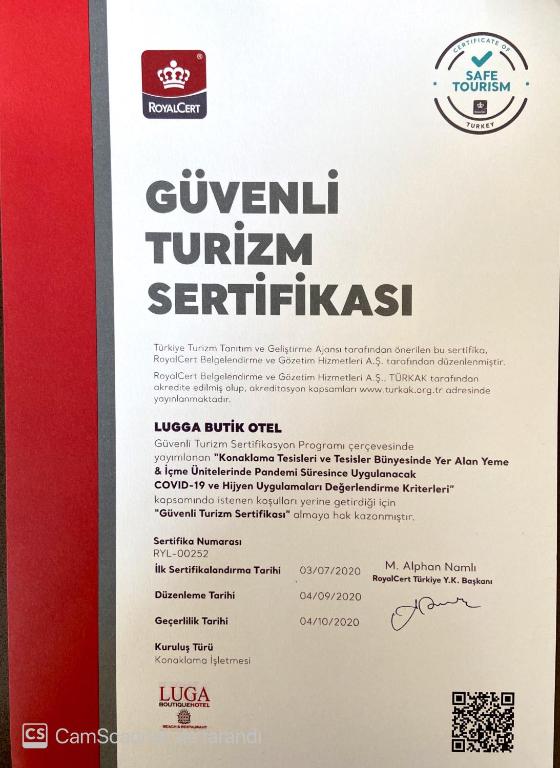 ROYALCERT
CERTIFICATE OF
SAFE
TOURISM
TURKEY
GÜVENLİ
TURİZM
SERTİFİKASI
Türkiye Turizm Tanıtım ve Geliştirme Ajansı tarafından önerilen bu sertifika,
RoyalCert Belgelendirme ve Gözetim Hizmetleri A.Ş. tarafından düzenlenmiştir.
RoyalCert Belgelendirme ve Gözetim Hizmetleri A.Ş., TÜRKAK tarafından
akredite edilmiş olup, akreditasyon kapsamları www.turkak.org.tr adresinde
yayınlanmaktadır.
LUGGA BUTİK OTEL
Güvenli Turizm Sertifikasyon Programı çerçevesinde
yayımlanan "Konaklama Tesisleri ve Tesisler Bünyesinde Yer Alan Yeme
& İçme Ünitelerinde Pandemi Süresince Uygulanacak
COVID-19 ve Hijyen Uygulamaları Değerlendirme Kriterleri"
kapsamında istenen koşulları yerine getirdiği için
"Güvenli Turizm Sertifikası" almaya hak kazanmıştır.
Sertifika Numarası
RYL-00252
İlk Sertifikalandırma Tarihi 03/07/2020
M. Alphan Namlı
RoyalCert Türkiye Y.K. Başkanı
Düzenleme Tarihi 04/09/2020
Geçerlilik Tarihi 04/10/2020
Kuruluş Türü
Konaklama İşletmesi
LUGA
BOUTIQUE HOTEL
BEACH & RESTAURANT
CS CamScanner ile tarandı